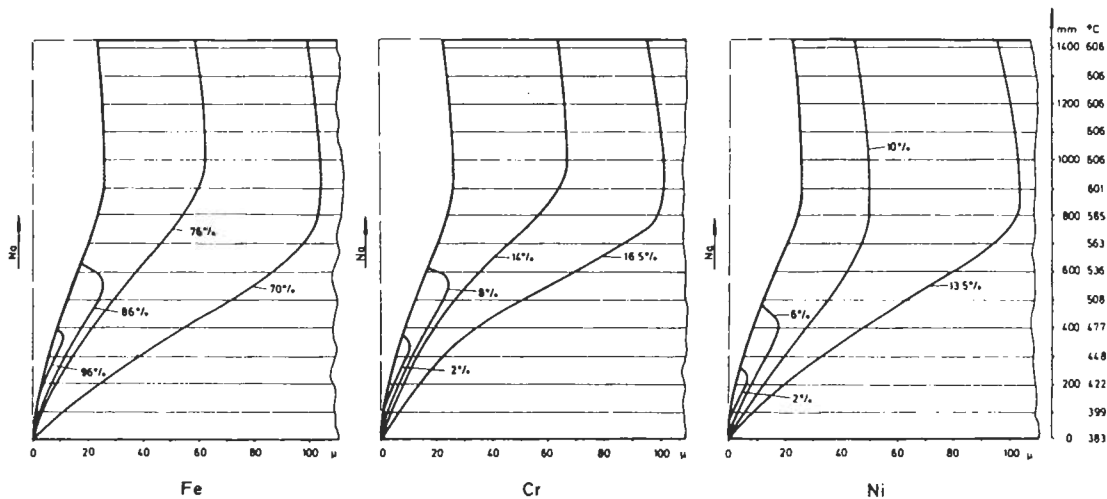 Na
96%
86%
76%
70%
0 20 40 60 80 100 μ
Fe
Na
2%
8%
14%
16.5%
0 20 40 60 80 100 μ
Cr
Na
2%
6%
10%
13.5%
0 20 40 60 80 100 μ
Ni
mm °C
1400 606
606
1200 606
606
1000 606
601
800 585
563
600 536
508
400 477
448
200 422
399
0 383